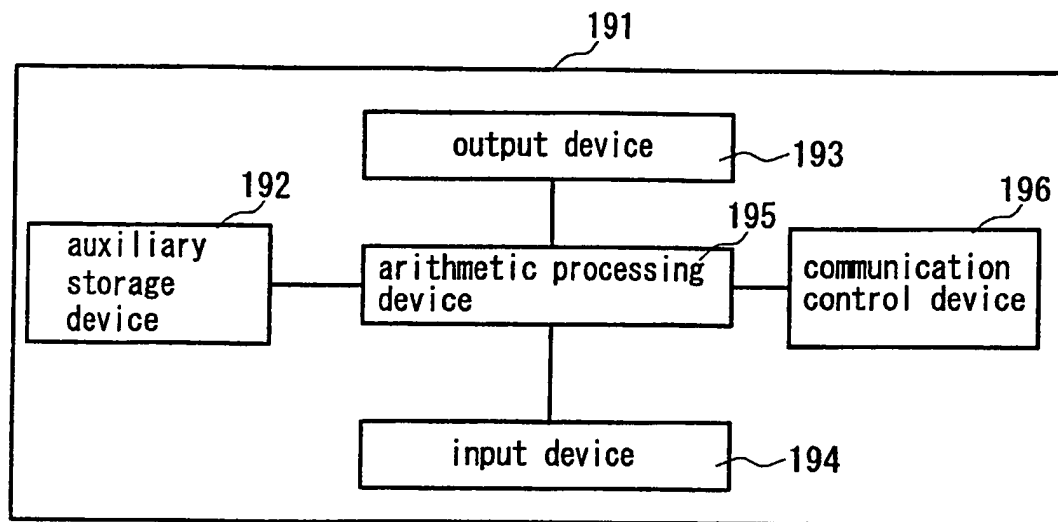 191
output device
193
192
auxiliary
storage
device
195
arithmetic processing
device
196
communication
control device
input device
194